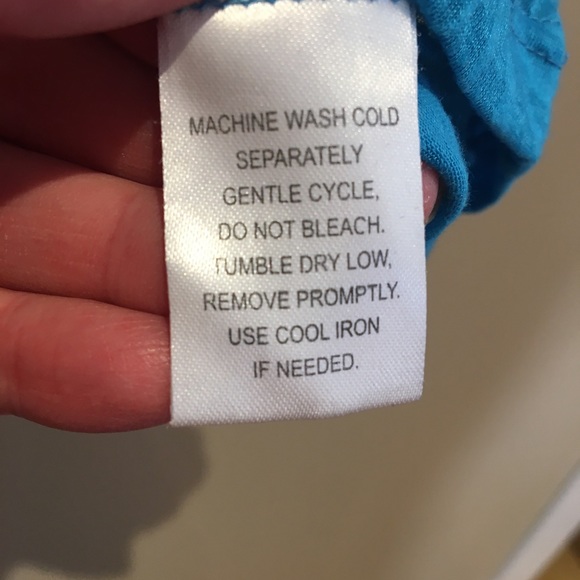 MACHINE WASH COLD
SEPARATELY
GENTLE CYCLE,
DO NOT BLEACH.
TUMBLE DRY LOW,
REMOVE PROMPTLY.
USE COOL IRON
IF NEEDED.